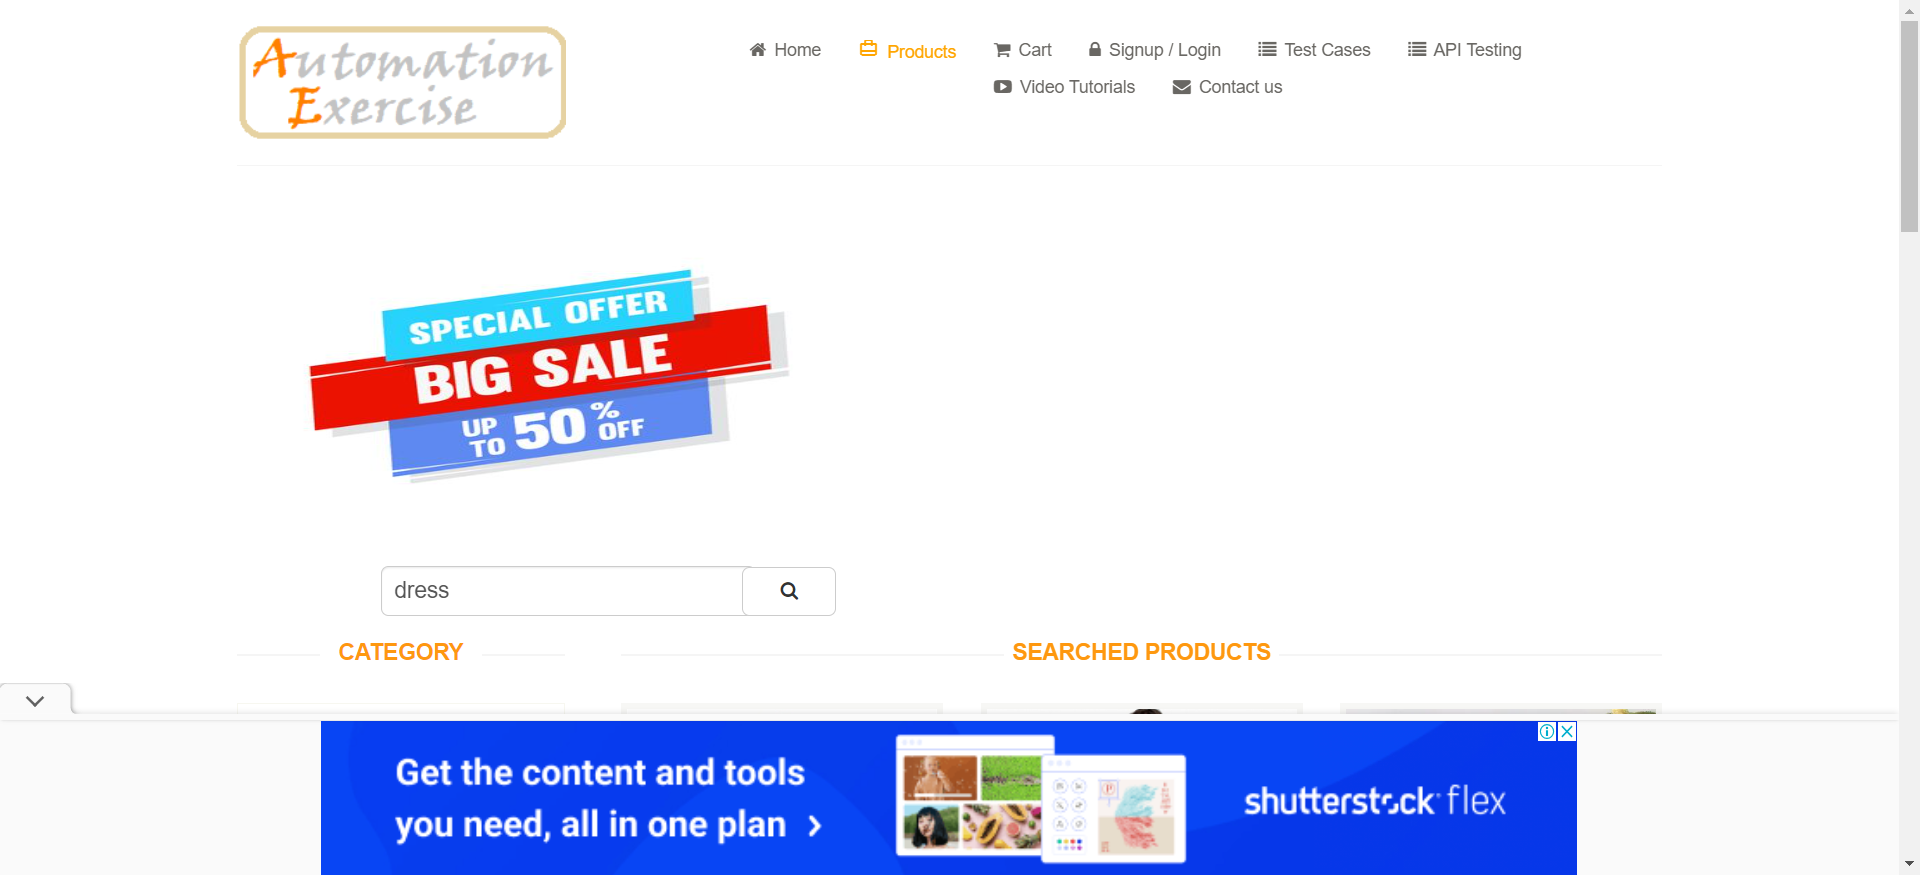 Automation
Exercise
Home
Products
Cart
Signup / Login
Test Cases
API Testing
Video Tutorials
Contact us
SPECIAL OFFER
BIG SALE
UP TO 50% OFF
dress
CATEGORY
SEARCHED PRODUCTS
Get the content and tools
you need, all in one plan
shutterstock flex